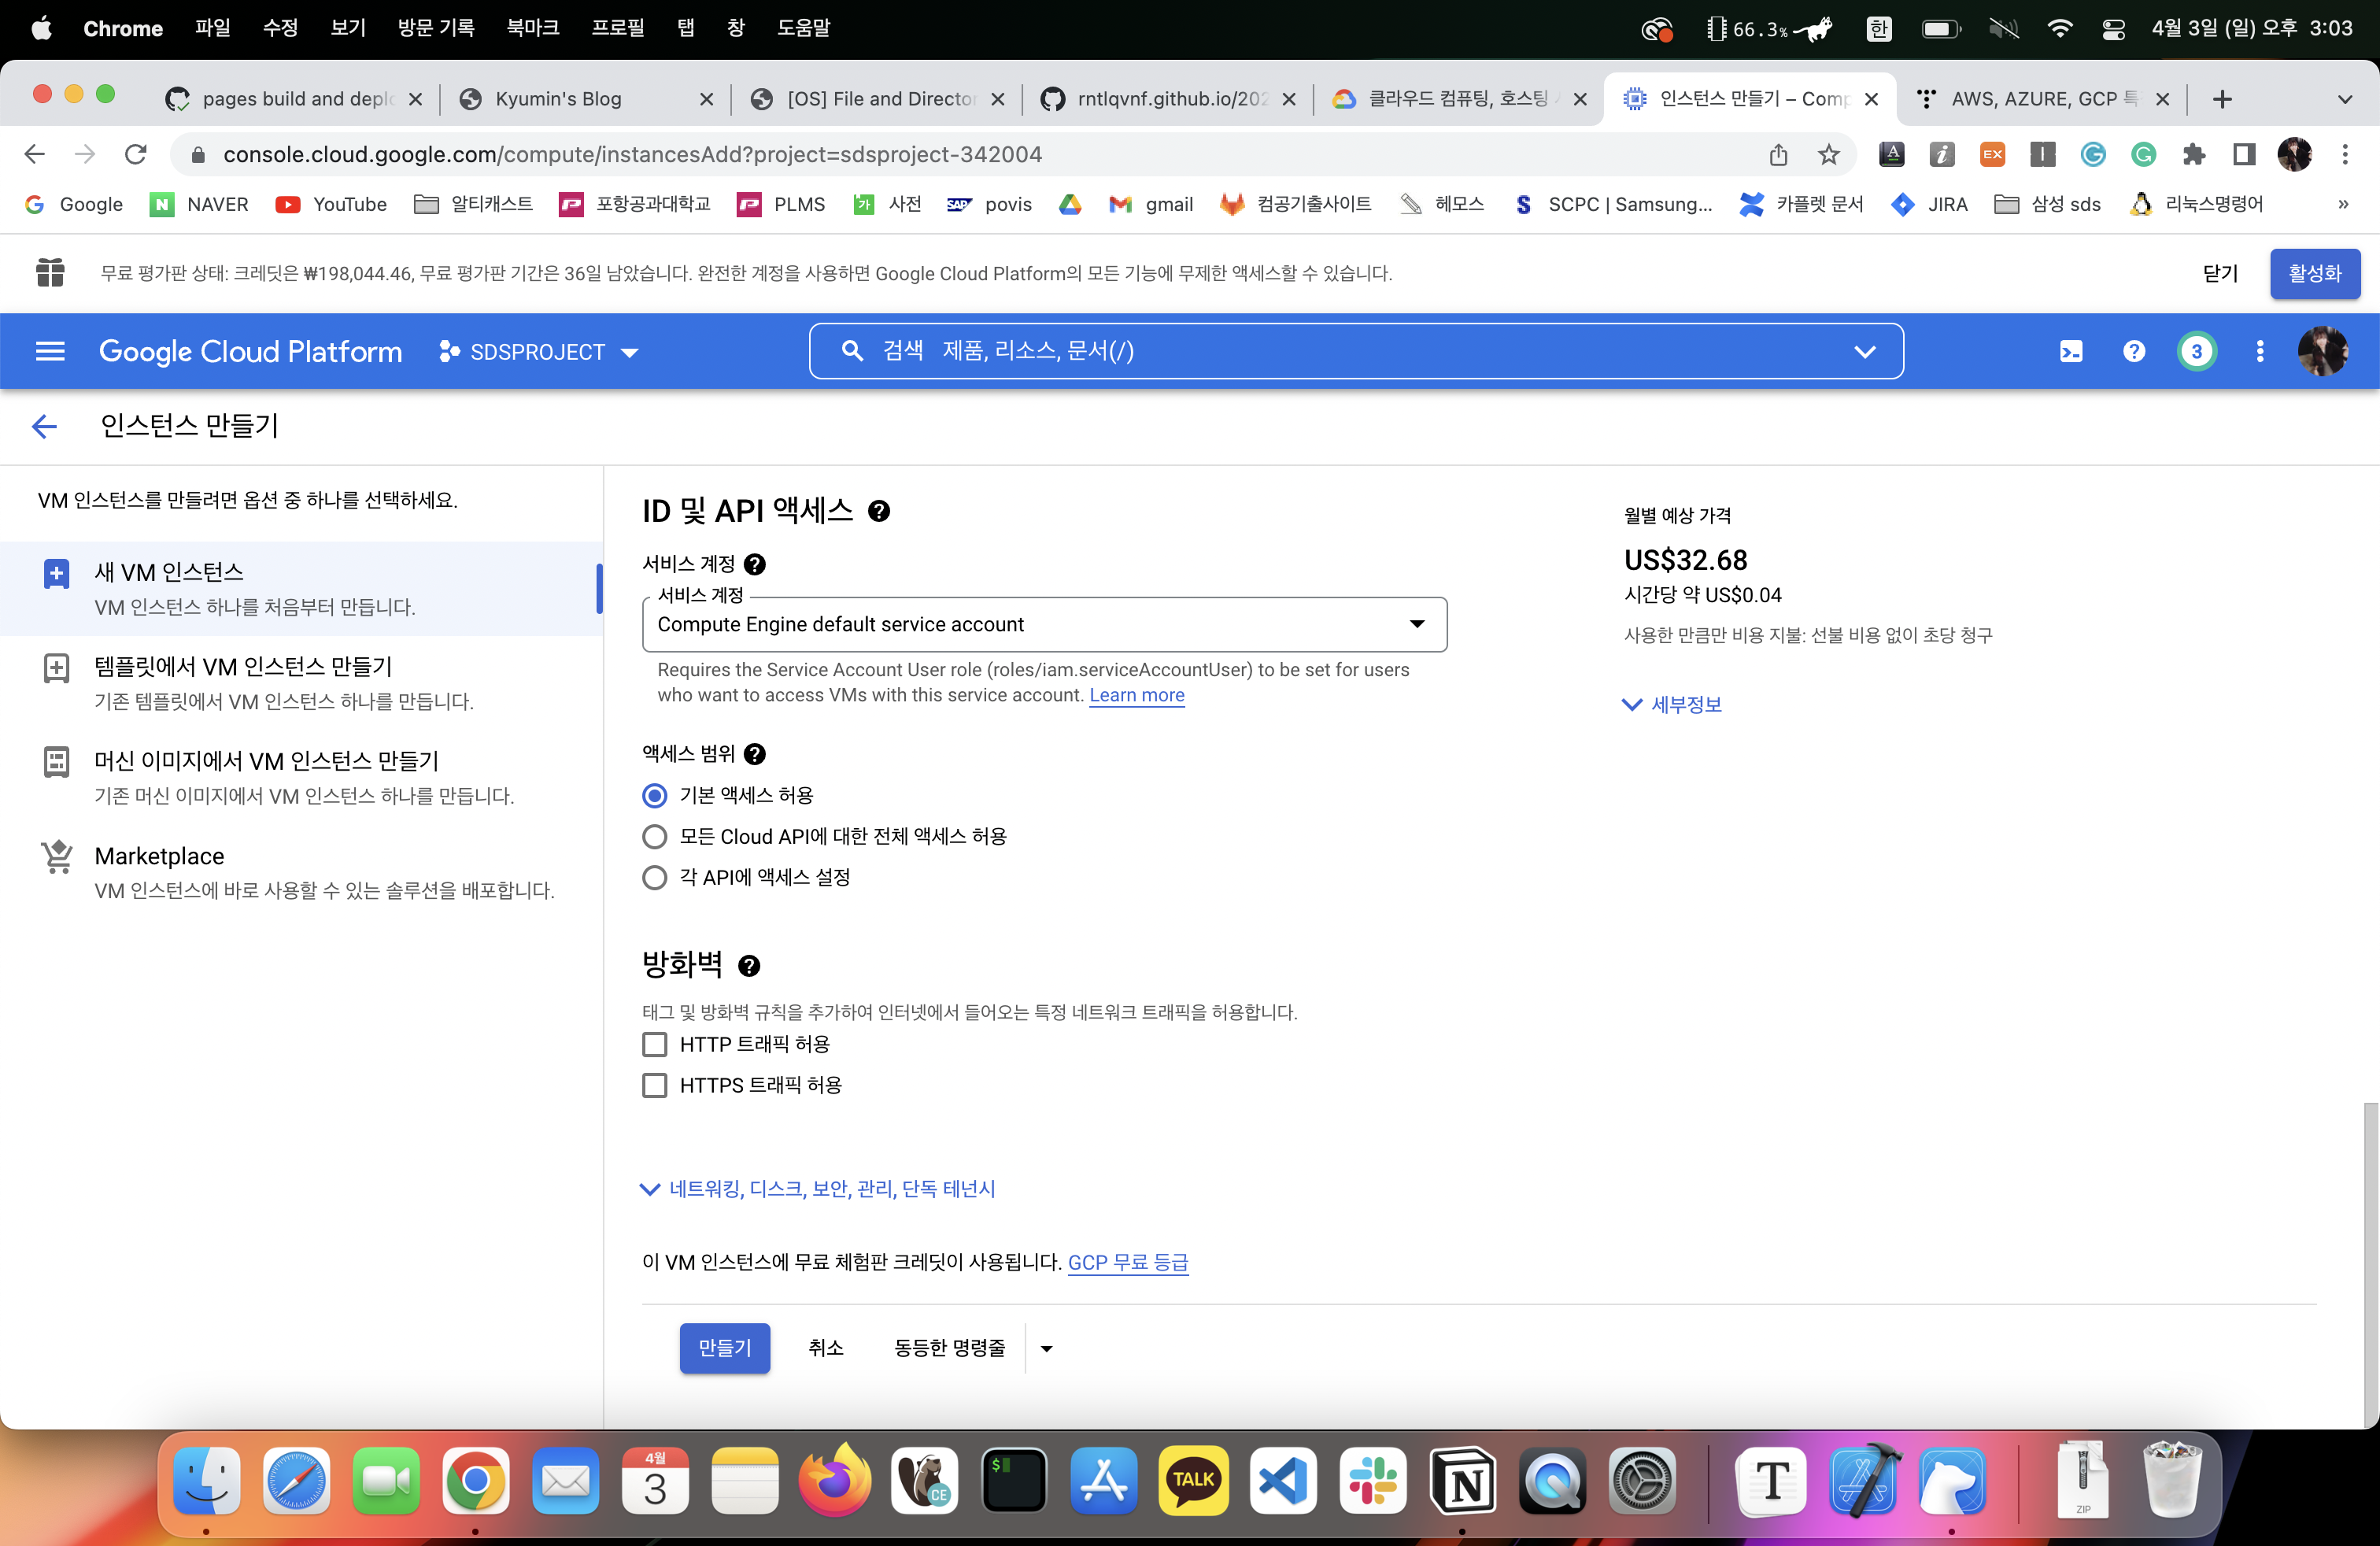 Chrome 파일 수정 보기 방문 기록 북마크 프로필 탭 창 도움말 66.3% 한 4월 3일 (일) 오후 3:03
pages build and deplo Kyumin's Blog [OS] File and Director rntlqvnf.github.io/202 클라우드 컴퓨팅, 호스팅 인스턴스 만들기 – Comp AWS, AZURE, GCP 특
console.cloud.google.com/compute/instancesAdd?project=sdsproject-342004
Google NAVER YouTube 알티캐스트 포항공과대학교 PLMS 사전 povis gmail 컴공기출사이트 헤모스 SCPC | Samsung... 카플렛 문서 JIRA 삼성 sds 리눅스명령어 »
무료 평가판 상태: 크레딧은 ₩198,044.46, 무료 평가판 기간은 36일 남았습니다. 완전한 계정을 사용하면 Google Cloud Platform의 모든 기능에 무제한 액세스할 수 있습니다. 닫기 활성화
Google Cloud Platform SDSPROJECT 검색 제품, 리소스, 문서(/) 3
인스턴스 만들기
VM 인스턴스를 만들려면 옵션 중 하나를 선택하세요.
새 VM 인스턴스
VM 인스턴스 하나를 처음부터 만듭니다.
템플릿에서 VM 인스턴스 만들기
기존 템플릿에서 VM 인스턴스 하나를 만듭니다.
머신 이미지에서 VM 인스턴스 만들기
기존 머신 이미지에서 VM 인스턴스 하나를 만듭니다.
Marketplace
VM 인스턴스에 바로 사용할 수 있는 솔루션을 배포합니다.
ID 및 API 액세스
서비스 계정
서비스 계정
Compute Engine default service account
Requires the Service Account User role (roles/iam.serviceAccountUser) to be set for users
who want to access VMs with this service account. Learn more
액세스 범위
기본 액세스 허용
모든 Cloud API에 대한 전체 액세스 허용
각 API에 액세스 설정
방화벽
태그 및 방화벽 규칙을 추가하여 인터넷에서 들어오는 특정 네트워크 트래픽을 허용합니다.
HTTP 트래픽 허용
HTTPS 트래픽 허용
네트워킹, 디스크, 보안, 관리, 단독 테넌시
이 VM 인스턴스에 무료 체험판 크레딧이 사용됩니다. GCP 무료 등급
만들기 취소 동등한 명령줄
월별 예상 가격
US$32.68
시간당 약 US$0.04
사용한 만큼만 비용 지불: 선불 비용 없이 초당 청구
세부정보
4월
3
CE
TALK
ZIP